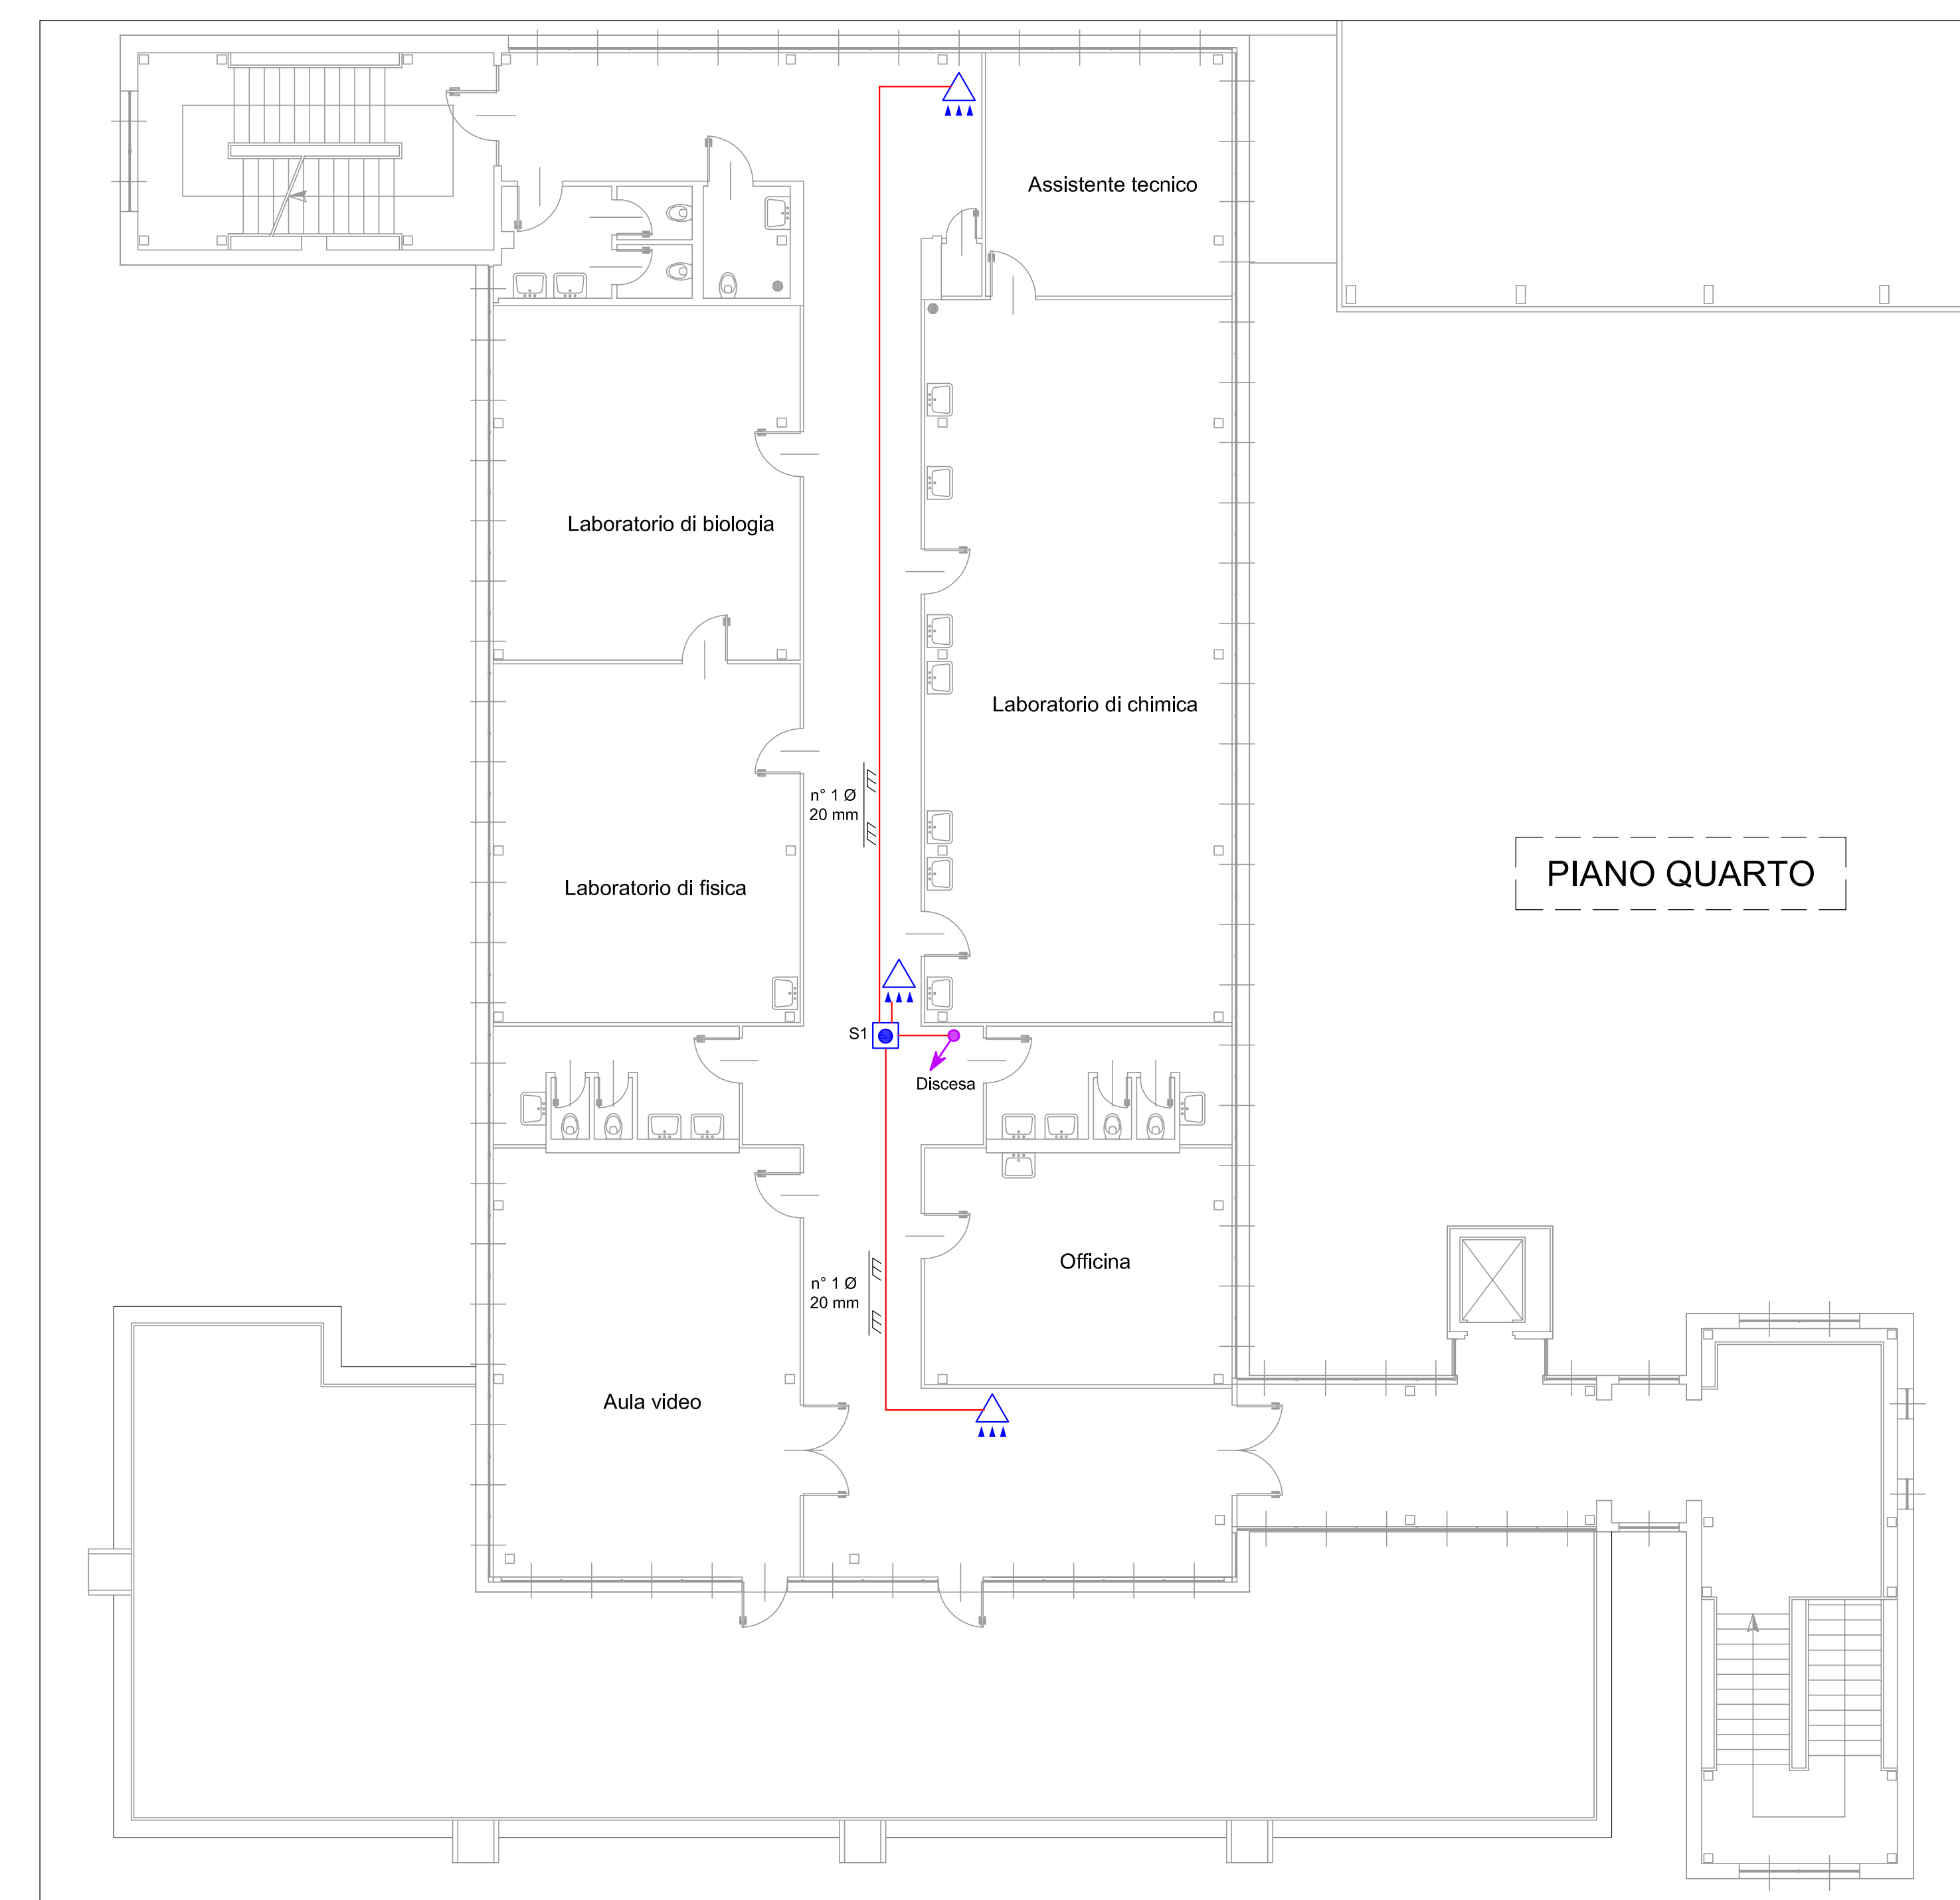 Assistente tecnico
Laboratorio di biologia
Laboratorio di chimica
n° 1 Ø
20 mm
PIANO QUARTO
Laboratorio di fisica
S1
Discesa
Officina
n° 1 Ø
20 mm
Aula video